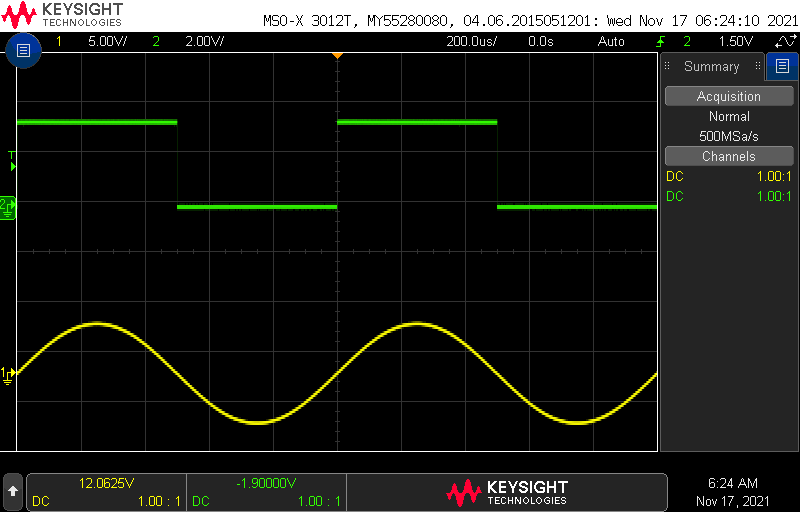 KEYSIGHT
TECHNOLOGIES
MSO-X 3012T, MY55280080, 04.06.2015051201: Wed Nov 17 06:24:10 2021
1 5.00V/ 2 2.00V/ 200.0us/ 0.0s Auto 2 1.50V
Summary
Acquisition
Normal
500MSa/s
Channels
DC 1.00:1
DC 1.00:1
T
2
1
12.0625V
DC 1.00 : 1
-1.90000V
DC 1.00 : 1
KEYSIGHT
TECHNOLOGIES
6:24 AM
Nov 17, 2021